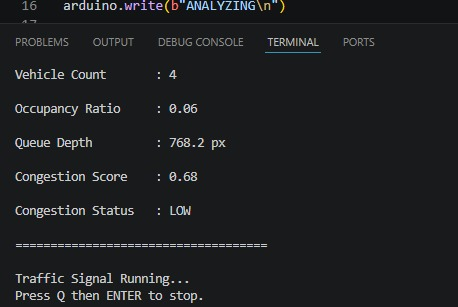 16 arduino.write(b"ANALYZING\n")
17
PROBLEMS OUTPUT DEBUG CONSOLE TERMINAL PORTS
Vehicle Count : 4
Occupancy Ratio : 0.06
Queue Depth : 768.2 px
Congestion Score : 0.68
Congestion Status : LOW
====================================
Traffic Signal Running...
Press Q then ENTER to stop.